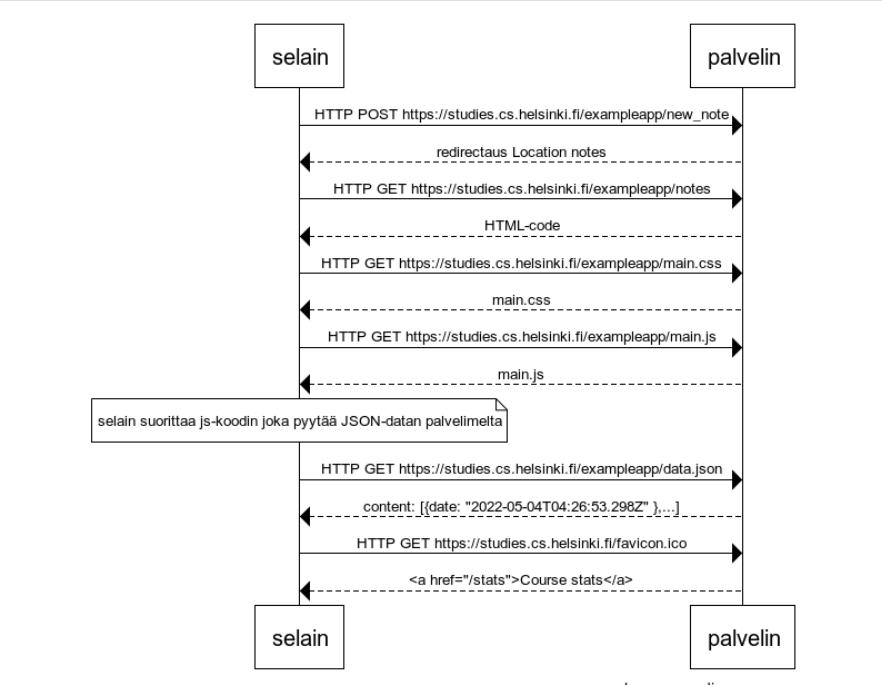 selain palvelin
HTTP POST https://studies.cs.helsinki.fi/exampleapp/new_note
redirectaus Location notes
HTTP GET https://studies.cs.helsinki.fi/exampleapp/notes
HTML-code
HTTP GET https://studies.cs.helsinki.fi/exampleapp/main.css
main.css
HTTP GET https://studies.cs.helsinki.fi/exampleapp/main.js
main.js
selain suorittaa js-koodin joka pyytää JSON-datan palvelimelta
HTTP GET https://studies.cs.helsinki.fi/exampleapp/data.json
content: [{date: "2022-05-04T04:26:53.298Z" },...]
HTTP GET https://studies.cs.helsinki.fi/favicon.ico
<a href="/stats">Course stats</a>
selain palvelin